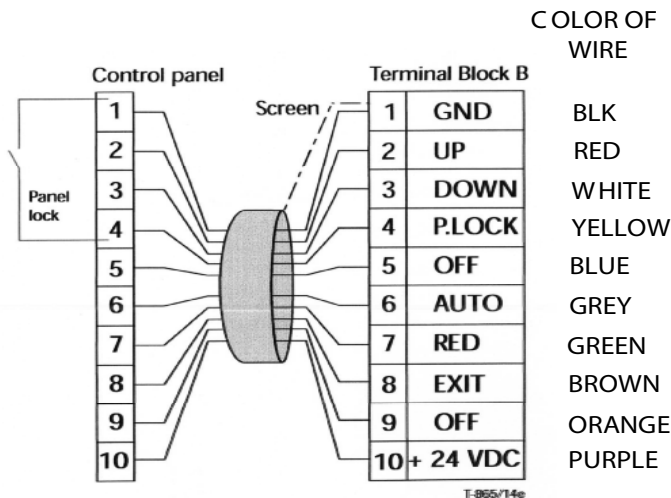 COLOR OF
WIRE
Control panel
Terminal Block B
Screen
Panel
lock
1
2
3
4
5
6
7
8
9
10
1 GND BLK
2 UP RED
3 DOWN WHITE
4 P.LOCK YELLOW
5 OFF BLUE
6 AUTO GREY
7 RED GREEN
8 EXIT BROWN
9 OFF ORANGE
10 + 24 VDC PURPLE
T-865/14e